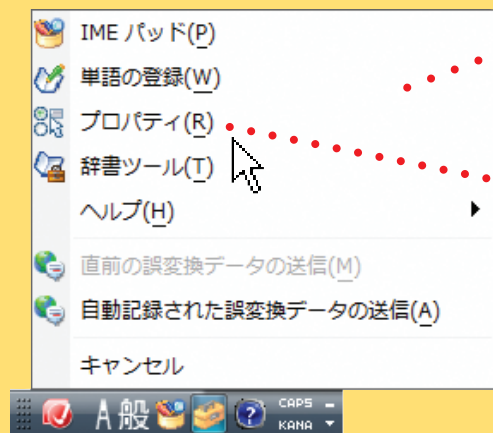 IME パッド(P)
単語の登録(W)
プロパティ(R)
辞書ツール(T)
ヘルプ(H)
直前の誤変換データの送信(M)
自動記録された誤変換データの送信(A)
キャンセル
A 般 ? CAPS
KANA